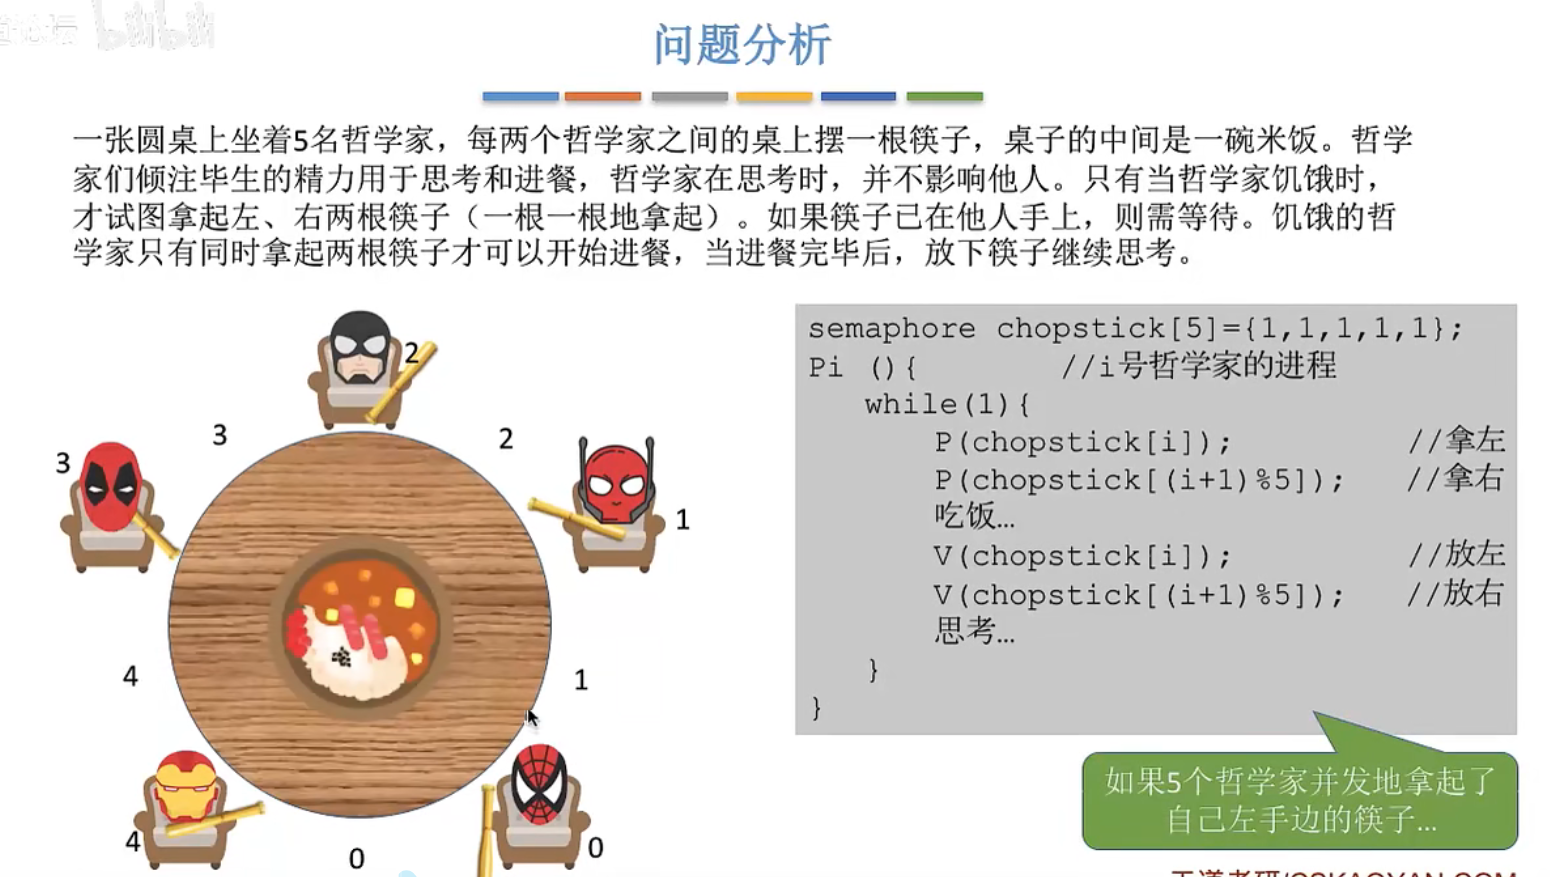 bilibili
问题分析
一张圆桌上坐着5名哲学家，每两个哲学家之间的桌上摆一根筷子，桌子的中间是一碗米饭。哲学
家们倾注毕生的精力用于思考和进餐，哲学家在思考时，并不影响他人。只有当哲学家饥饿时，
才试图拿起左、右两根筷子（一根一根地拿起）。如果筷子已在他人手上，则需等待。饥饿的哲
学家只有同时拿起两根筷子才可以开始进餐，当进餐完毕后，放下筷子继续思考。
2
3
2
3
1
4
1
4
0
0
semaphore chopstick[5]={1,1,1,1,1};
Pi (){ //i号哲学家的进程
while(1){
P(chopstick[i]); //拿左
P(chopstick[(i+1)%5]); //拿右
吃饭…
V(chopstick[i]); //放左
V(chopstick[(i+1)%5]); //放右
思考…
}
}
如果5个哲学家并发地拿起了
自己左手边的筷子…